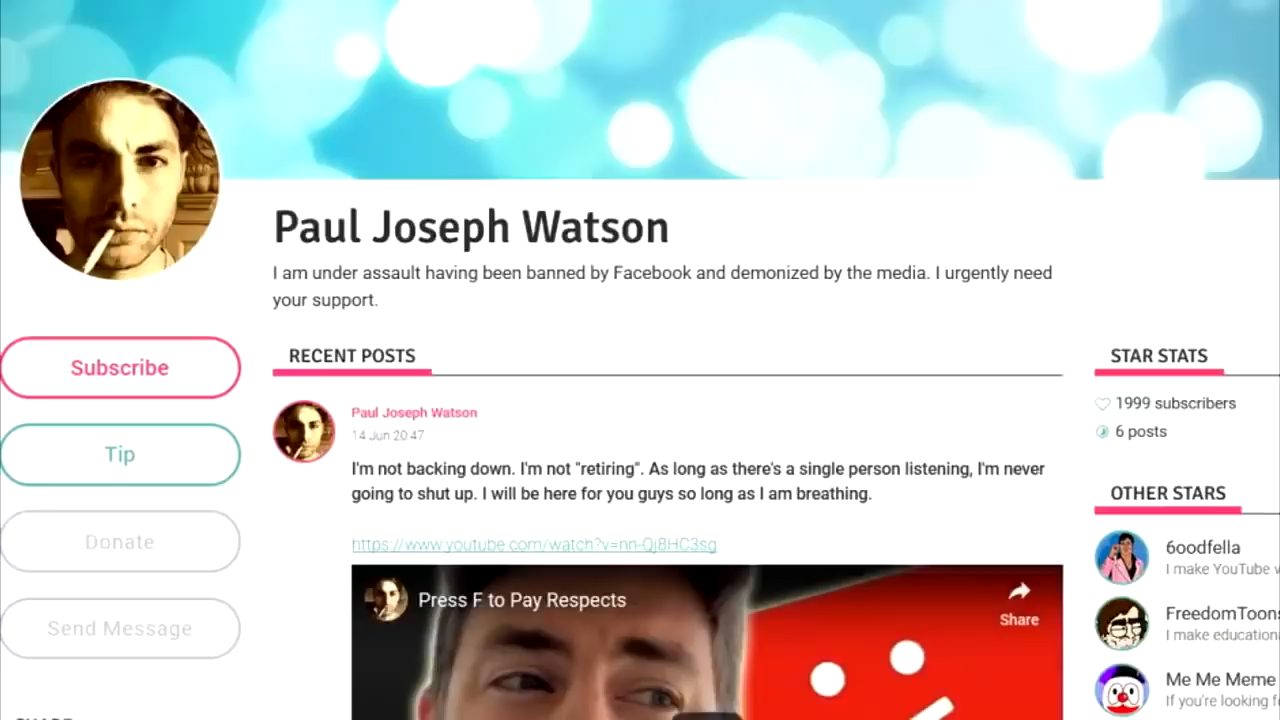 Paul Joseph Watson
I am under assault having been banned by Facebook and demonized by the media. I urgently need
your support.
Subscribe
Tip
Donate
Send Message
RECENT POSTS
Paul Joseph Watson
14 Jun 20:47
I'm not backing down. I'm not "retiring". As long as there's a single person listening, I'm never
going to shut up. I will be here for you guys so long as I am breathing.
https://www.youtube.com/watch?v=nn-Qj8HC3sg
Press F to Pay Respects
Share
STAR STATS
1999 subscribers
6 posts
OTHER STARS
6oodfella
I make YouTube
FreedomToons
I make education
Me Me Meme
If you're looking